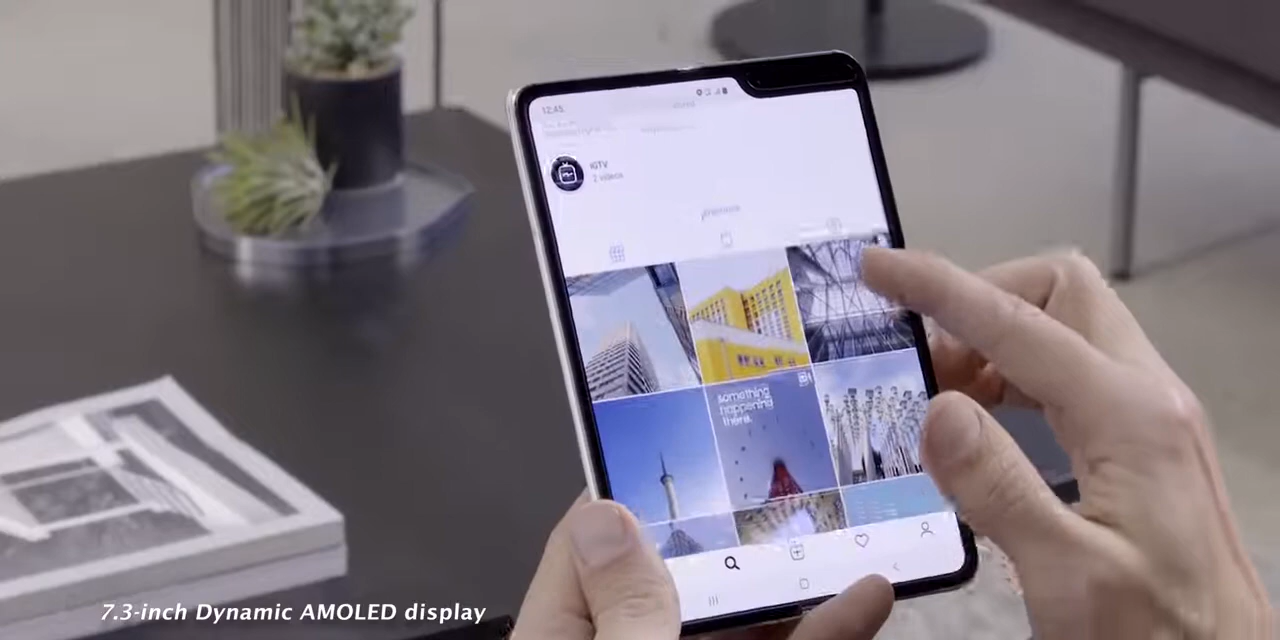 12:45
IGTV
2 videos
something
happening
there.
7.3-inch Dynamic AMOLED display